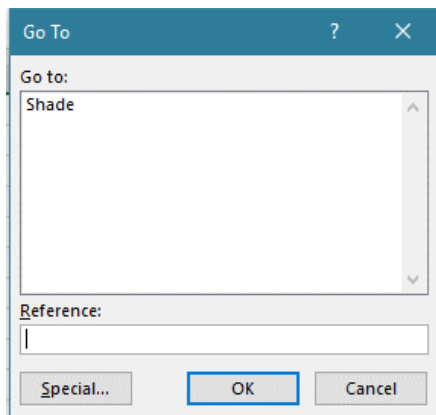 Go To ?
Go to:
Shade
Reference:
Special... OK Cancel